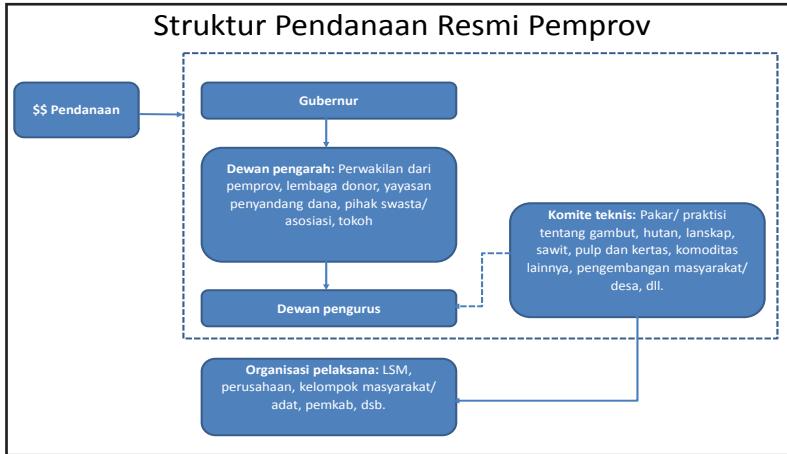 Struktur Pendanaan Resmi Pemprov
$$ Pendanaan
Gubernur
Dewan pengarah: Perwakilan dari
pemprov, lembaga donor, yayasan
penyandang dana, pihak swasta/
asosiasi, tokoh
Komite teknis: Pakar/ praktisi
tentang gambut, hutan, lanskap,
sawit, pulp dan kertas, komoditas
lainnya, pengembangan masyarakat/
desa, dll.
Dewan pengurus
Organisasi pelaksana: LSM,
perusahaan, kelompok masyarakat/
adat, pemkab, dsb.